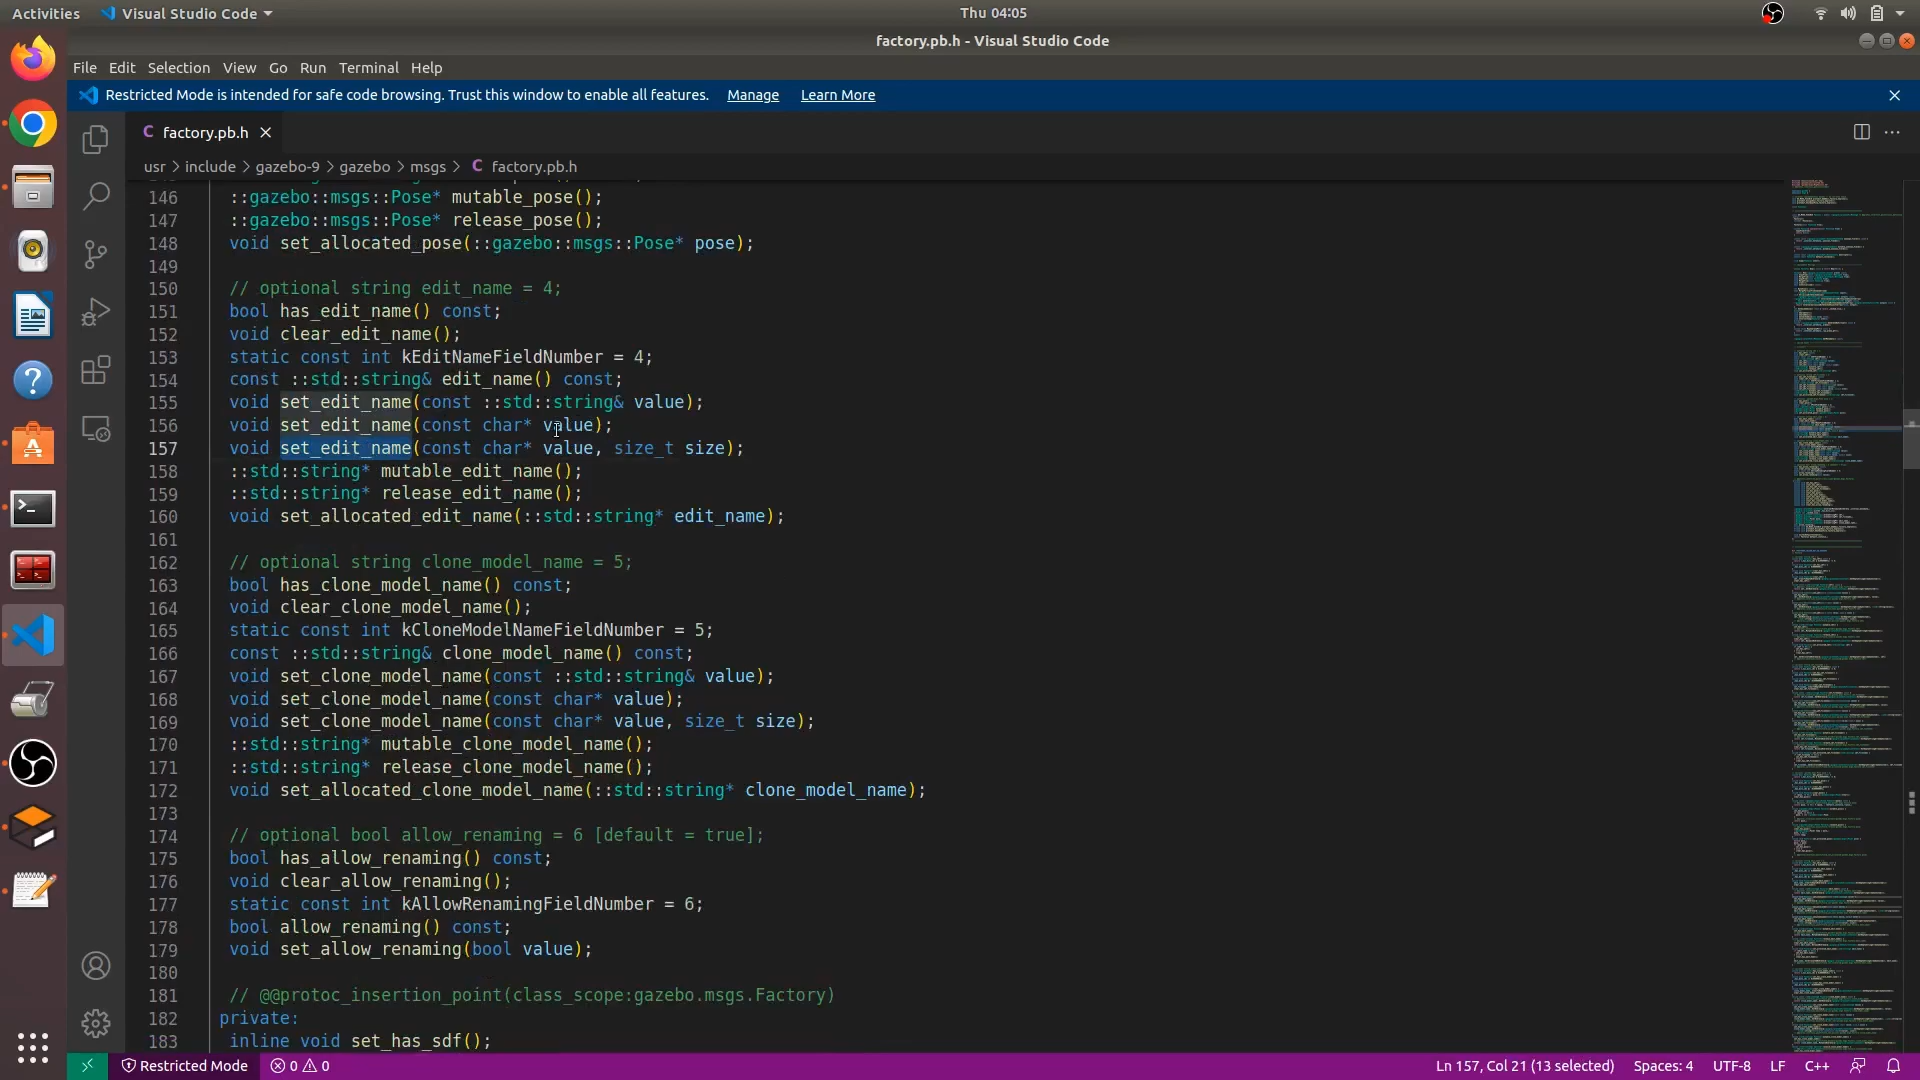 Activities
Visual Studio Code
Thu 04:05
factory.pb.h - Visual Studio Code
File Edit Selection View Go Run Terminal Help
Restricted Mode is intended for safe code browsing. Trust this window to enable all features. Manage Learn More
C factory.pb.h
usr > include > gazebo-9 > gazebo > msgs > C factory.pb.h
146 ::gazebo::msgs::Pose* mutable_pose();
147 ::gazebo::msgs::Pose* release_pose();
148 void set_allocated_pose(::gazebo::msgs::Pose* pose);
149
150 // optional string edit_name = 4;
151 bool has_edit_name() const;
152 void clear_edit_name();
153 static const int kEditNameFieldNumber = 4;
154 const ::std::string& edit_name() const;
155 void set_edit_name(const ::std::string& value);
156 void set_edit_name(const char* value);
157 void set_edit_name(const char* value, size_t size);
158 ::std::string* mutable_edit_name();
159 ::std::string* release_edit_name();
160 void set_allocated_edit_name(::std::string* edit_name);
161
162 // optional string clone_model_name = 5;
163 bool has_clone_model_name() const;
164 void clear_clone_model_name();
165 static const int kCloneModelNameFieldNumber = 5;
166 const ::std::string& clone_model_name() const;
167 void set_clone_model_name(const ::std::string& value);
168 void set_clone_model_name(const char* value);
169 void set_clone_model_name(const char* value, size_t size);
170 ::std::string* mutable_clone_model_name();
171 ::std::string* release_clone_model_name();
172 void set_allocated_clone_model_name(::std::string* clone_model_name);
173
174 // optional bool allow_renaming = 6 [default = true];
175 bool has_allow_renaming() const;
176 void clear_allow_renaming();
177 static const int kAllowRenamingFieldNumber = 6;
178 bool allow_renaming() const;
179 void set_allow_renaming(bool value);
180
181 // @@protoc_insertion_point(class_scope:gazebo.msgs.Factory)
182 private:
183 inline void set_has_sdf();
Restricted Mode 0 0 Ln 157, Col 21 (13 selected) Spaces: 4 UTF-8 LF C++